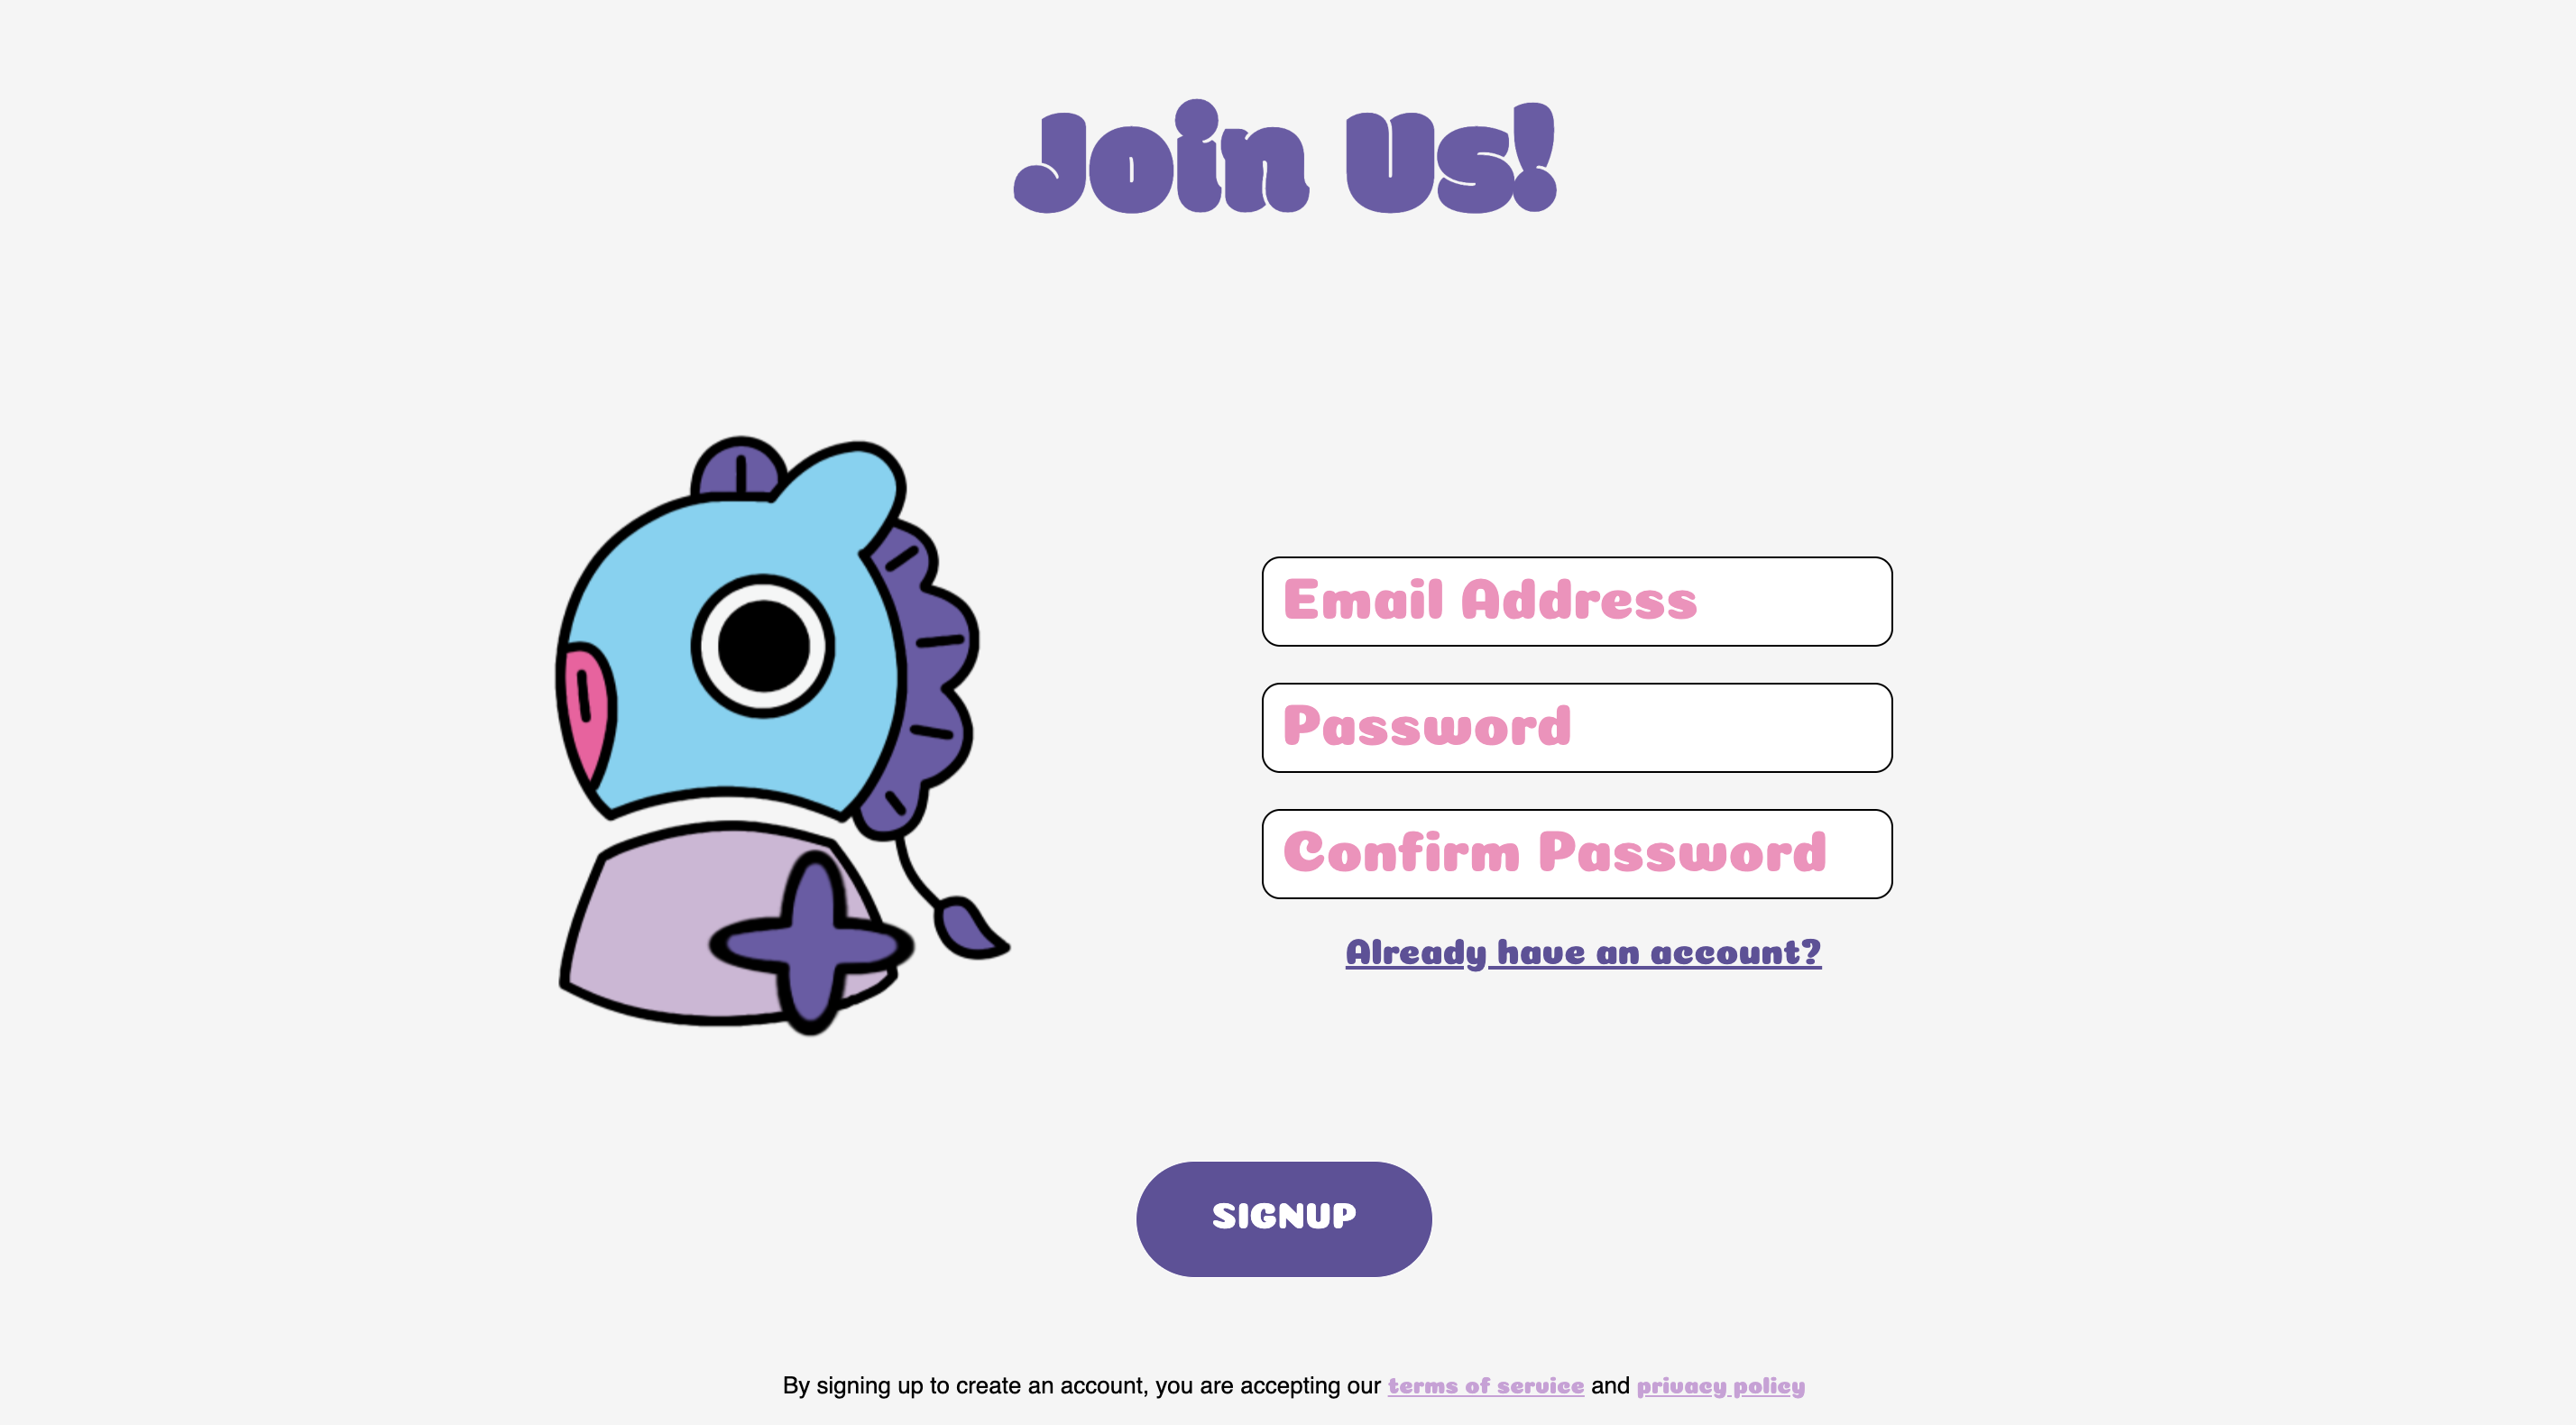 Join Us!
Email Address
Password
Confirm Password
Already have an account?
SIGNUP
By signing up to create an account, you are accepting our terms of service and privacy policy